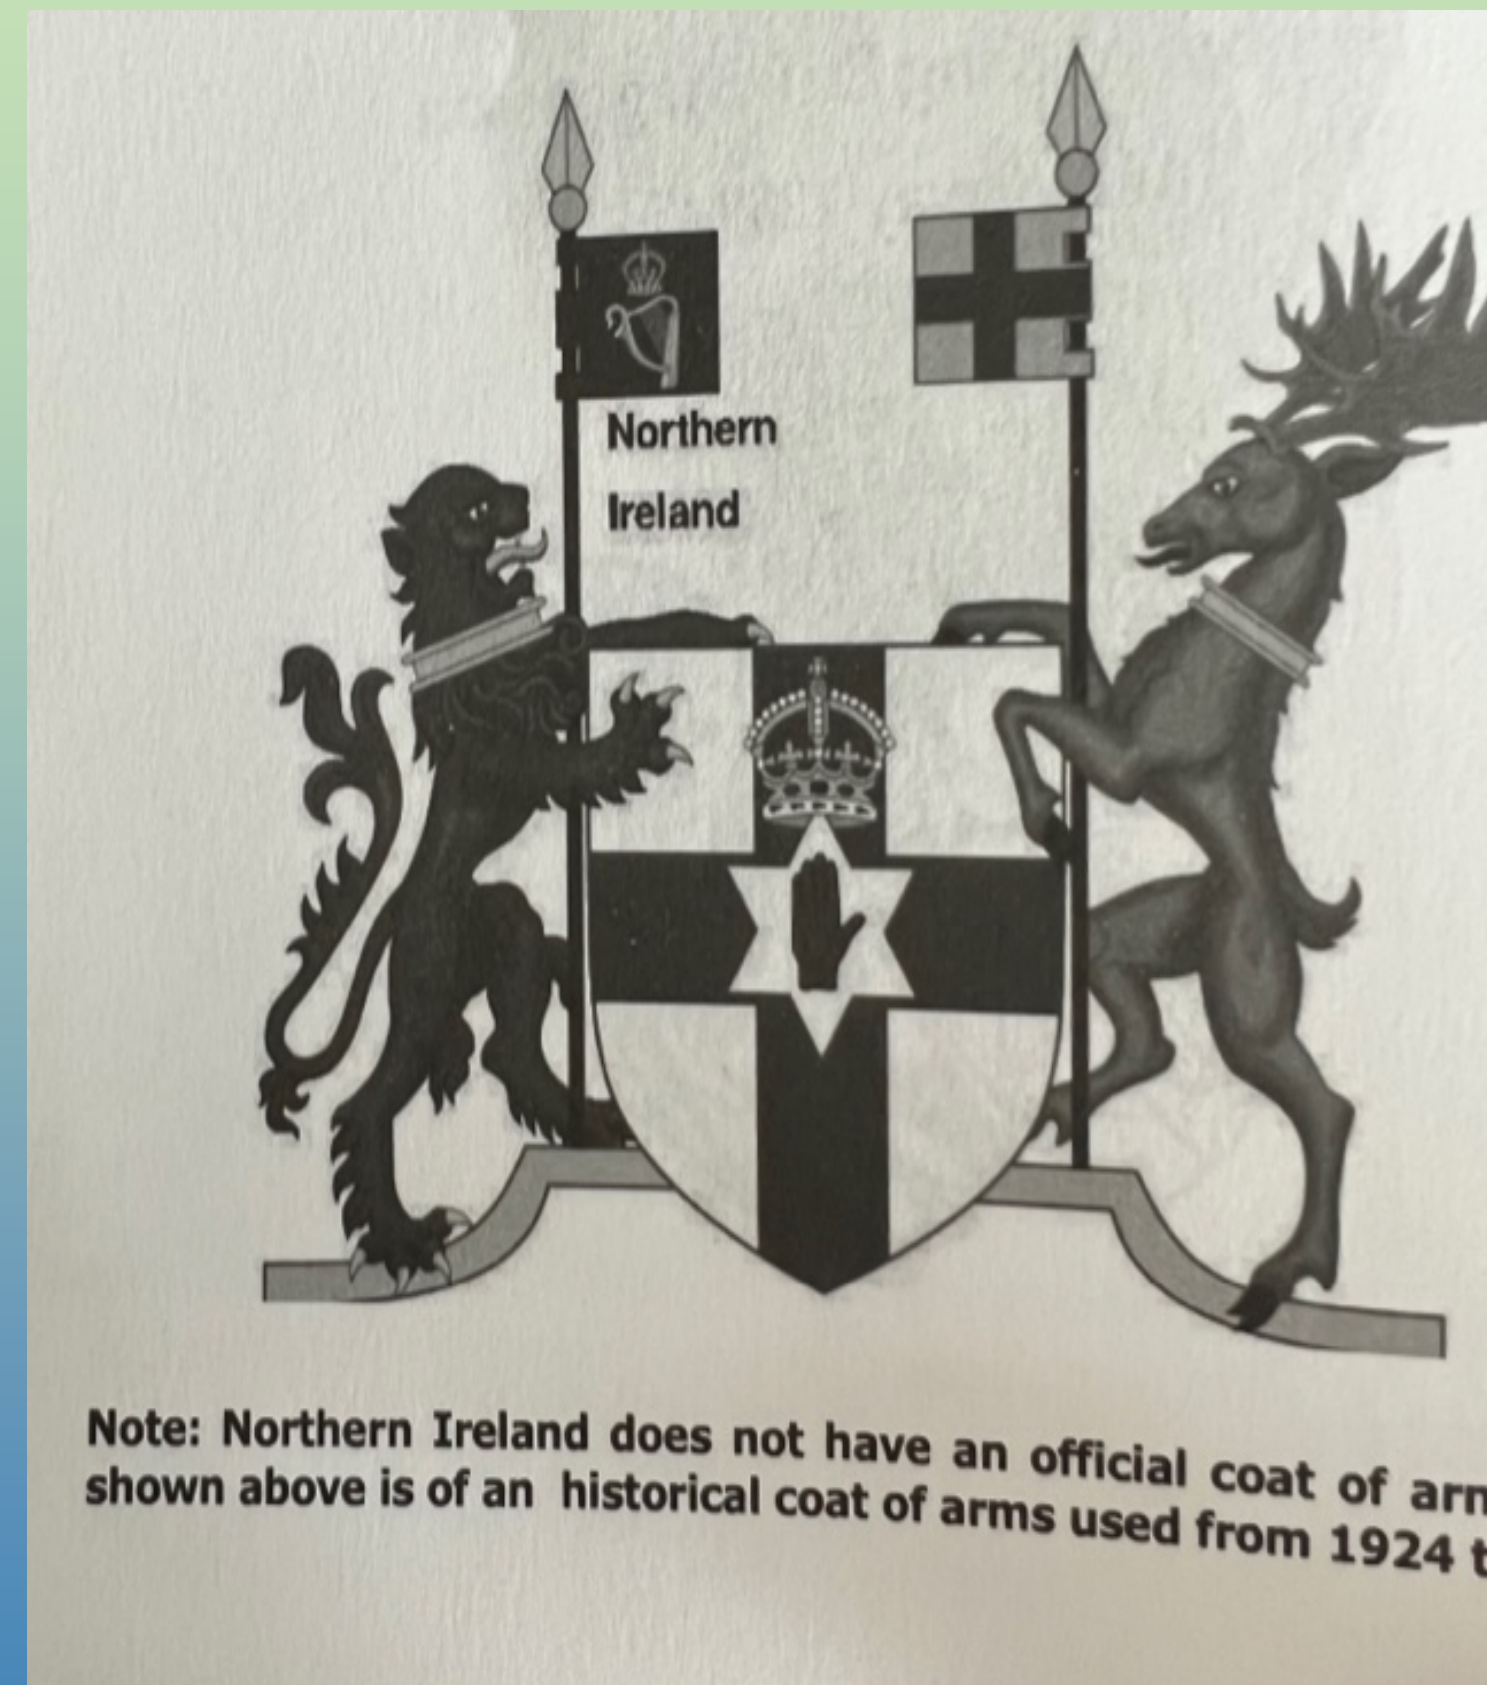 Northern
Ireland
Note: Northern Ireland does not have an official coat of
shown above is of an historical coat of arms used from 1924